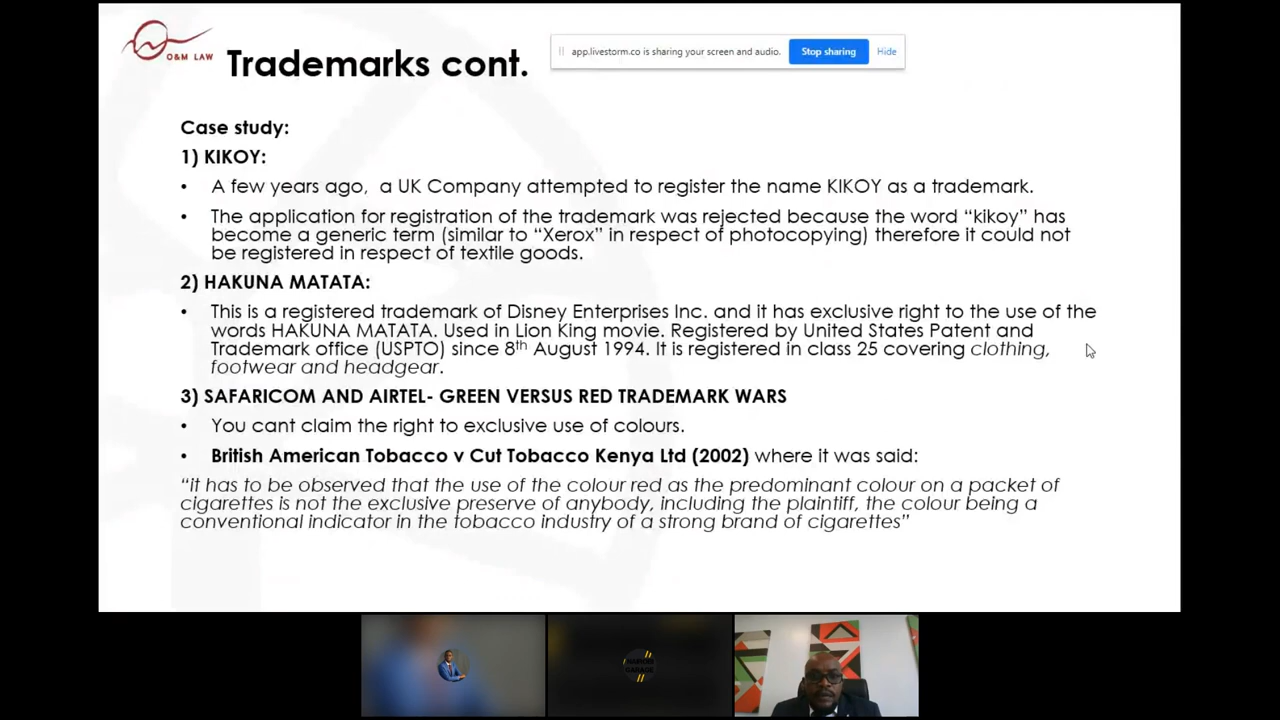 O&M LAW
Trademarks cont.
app.livestorm.co is sharing your screen and audio.
Stop sharing
Hide
Case study:
1) KIKOY:
• A few years ago,  a UK Company attempted to register the name KIKOY as a trademark.
• The application for registration of the trademark was rejected because the word “kikoy” has
become a generic term (similar to “Xerox” in respect of photocopying) therefore it could not
be registered in respect of textile goods.
2) HAKUNA MATATA:
• This is a registered trademark of Disney Enterprises Inc. and it has exclusive right to the use of the
words HAKUNA MATATA. Used in Lion King movie. Registered by United States Patent and
Trademark office (USPTO) since 8th August 1994. It is registered in class 25 covering clothing,
footwear and headgear.
3) SAFARICOM AND AIRTEL- GREEN VERSUS RED TRADEMARK WARS
• You cant claim the right to exclusive use of colours.
• British American Tobacco v Cut Tobacco Kenya Ltd (2002) where it was said:
“it has to be observed that the use of the colour red as the predominant colour on a packet of
cigarettes is not the exclusive preserve of anybody, including the plaintiff, the colour being a
conventional indicator in the tobacco industry of a strong brand of cigarettes”
GARAGE